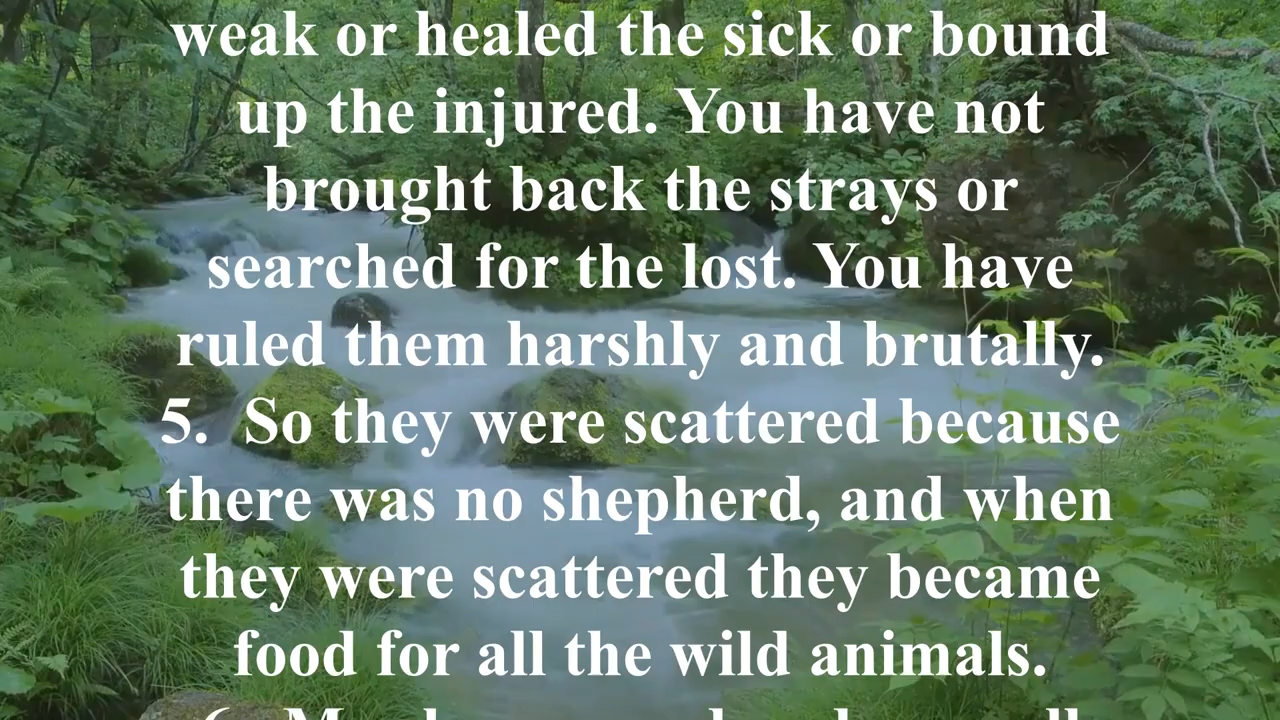 weak or healed the sick or bound
up the injured. You have not
brought back the strays or
searched for the lost. You have
ruled them harshly and brutally.
5.  So they were scattered because
there was no shepherd, and when
they were scattered they became
food for all the wild animals.